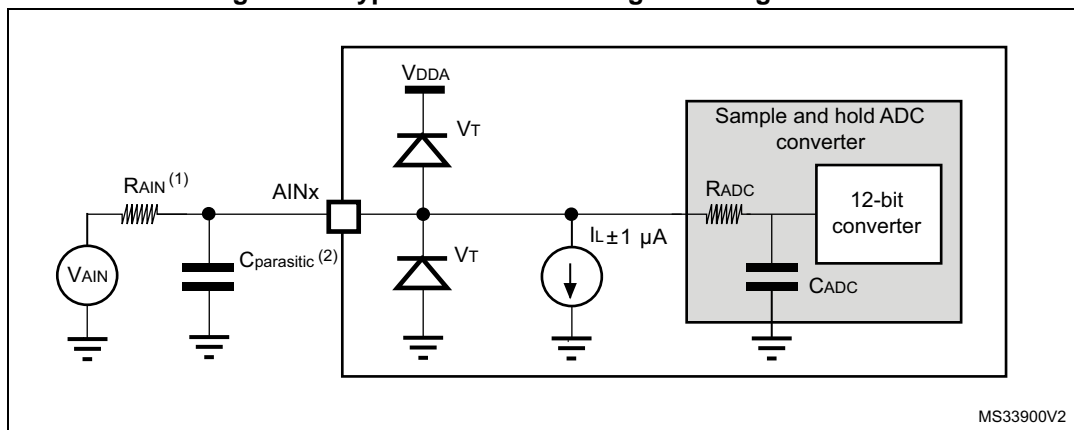 VDDA
Sample and hold ADC
converter
VT
RAIN (1)
AINx
RADC
12-bit
converter
IL±1 µA
VT
Cparasitic (2)
VAIN
CADC
MS33900V2